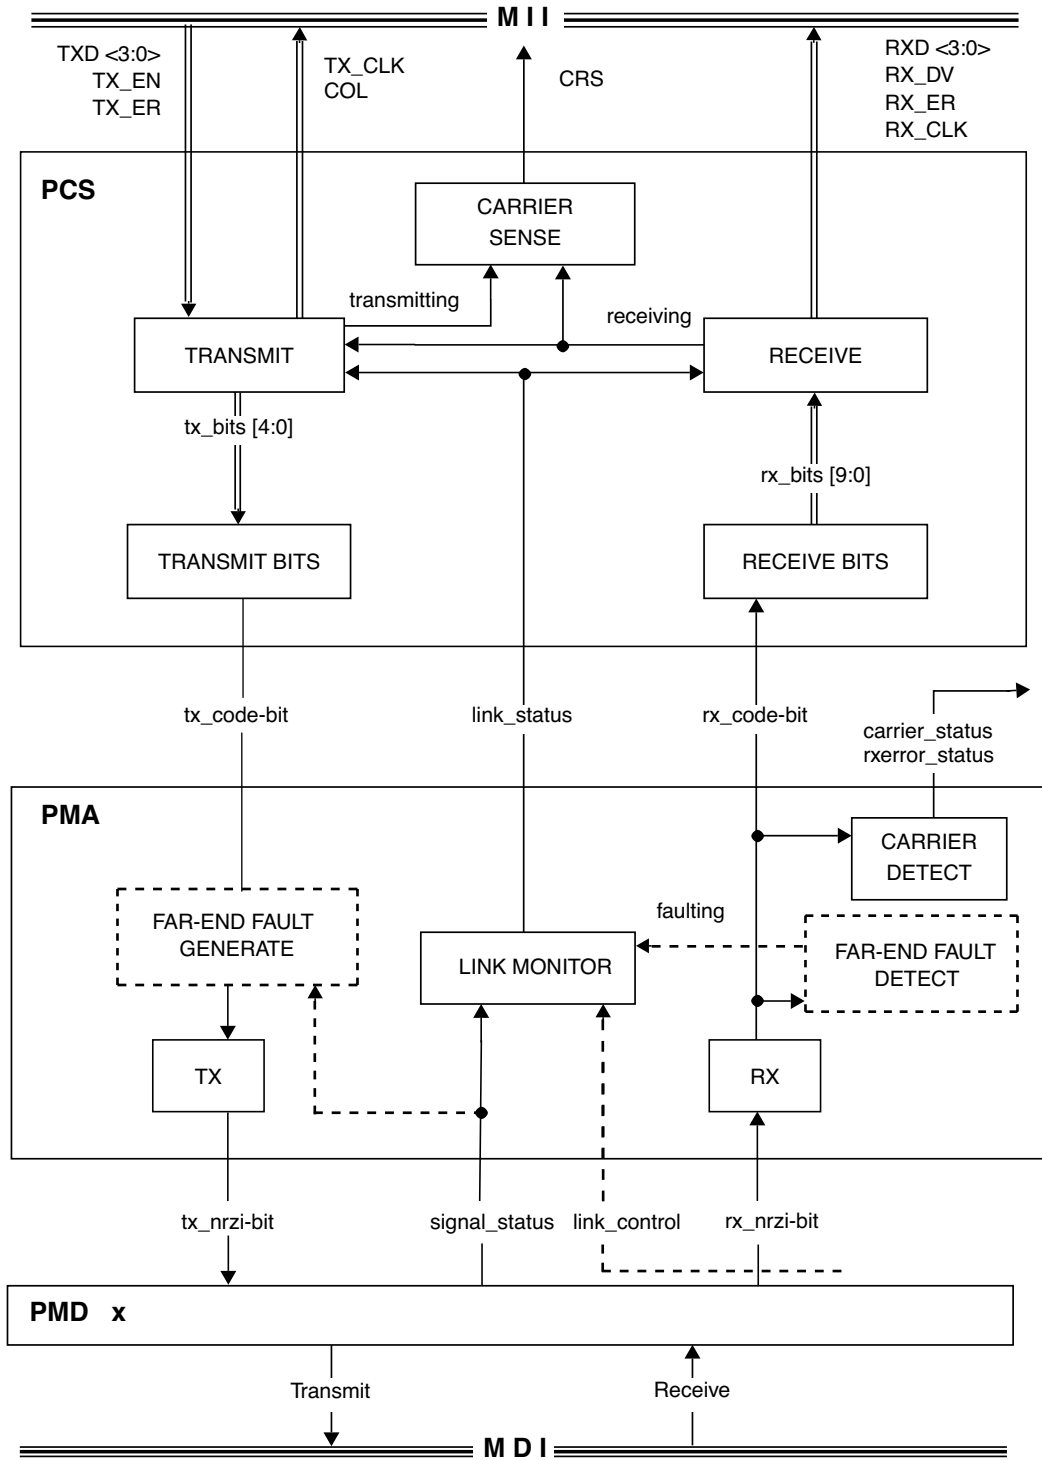 M I I
TXD <3:0>
TX_EN
TX_ER
TX_CLK
COL
CRS
RXD <3:0>
RX_DV
RX_ER
RX_CLK
PCS
CARRIER
SENSE
transmitting
receiving
TRANSMIT
RECEIVE
tx_bits [4:0]
rx_bits [9:0]
TRANSMIT BITS
RECEIVE BITS
tx_code-bit
link_status
rx_code-bit
carrier_status
rxerror_status
PMA
CARRIER
DETECT
FAR-END FAULT
GENERATE
faulting
LINK MONITOR
FAR-END FAULT
DETECT
TX
RX
tx_nrzi-bit
signal_status
link_control
rx_nrzi-bit
PMD x
Transmit
Receive
M D I